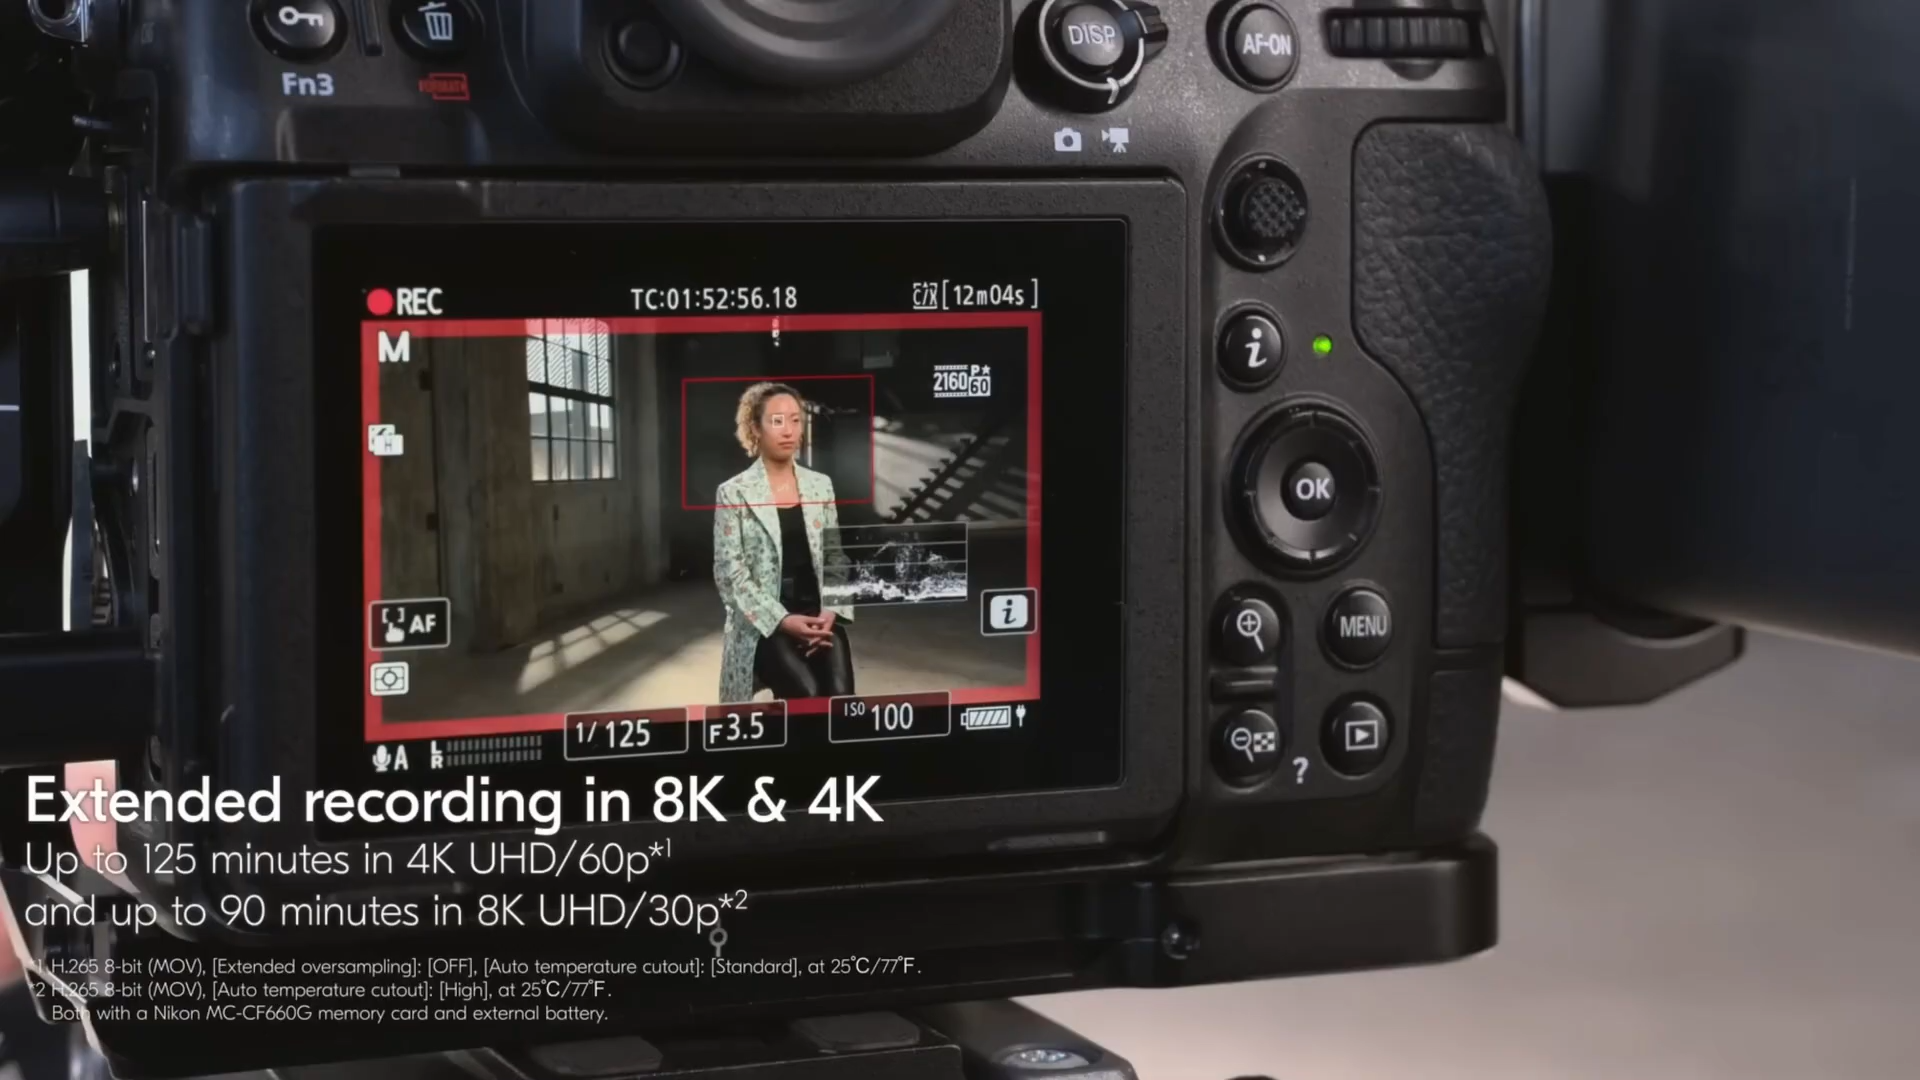 DISP
AF-ON
Fn3
REC
TC:01:52:56.18
[12m04s]
M
2160 P★
60
AF
i
i
OK
MENU
1/125
F3.5
ISO 100
A
L
R
?
Extended recording in 8K & 4K
Up to 125 minutes in 4K UHD/60p*1
and up to 90 minutes in 8K UHD/30p*2
*1 H.265 8-bit (MOV), [Extended oversampling]: [OFF], [Auto temperature cutout]: [Standard], at 25°C/77°F.
*2 H.265 8-bit (MOV), [Auto temperature cutout]: [High], at 25°C/77°F.
Both with a Nikon MC-CF660G memory card and external battery.